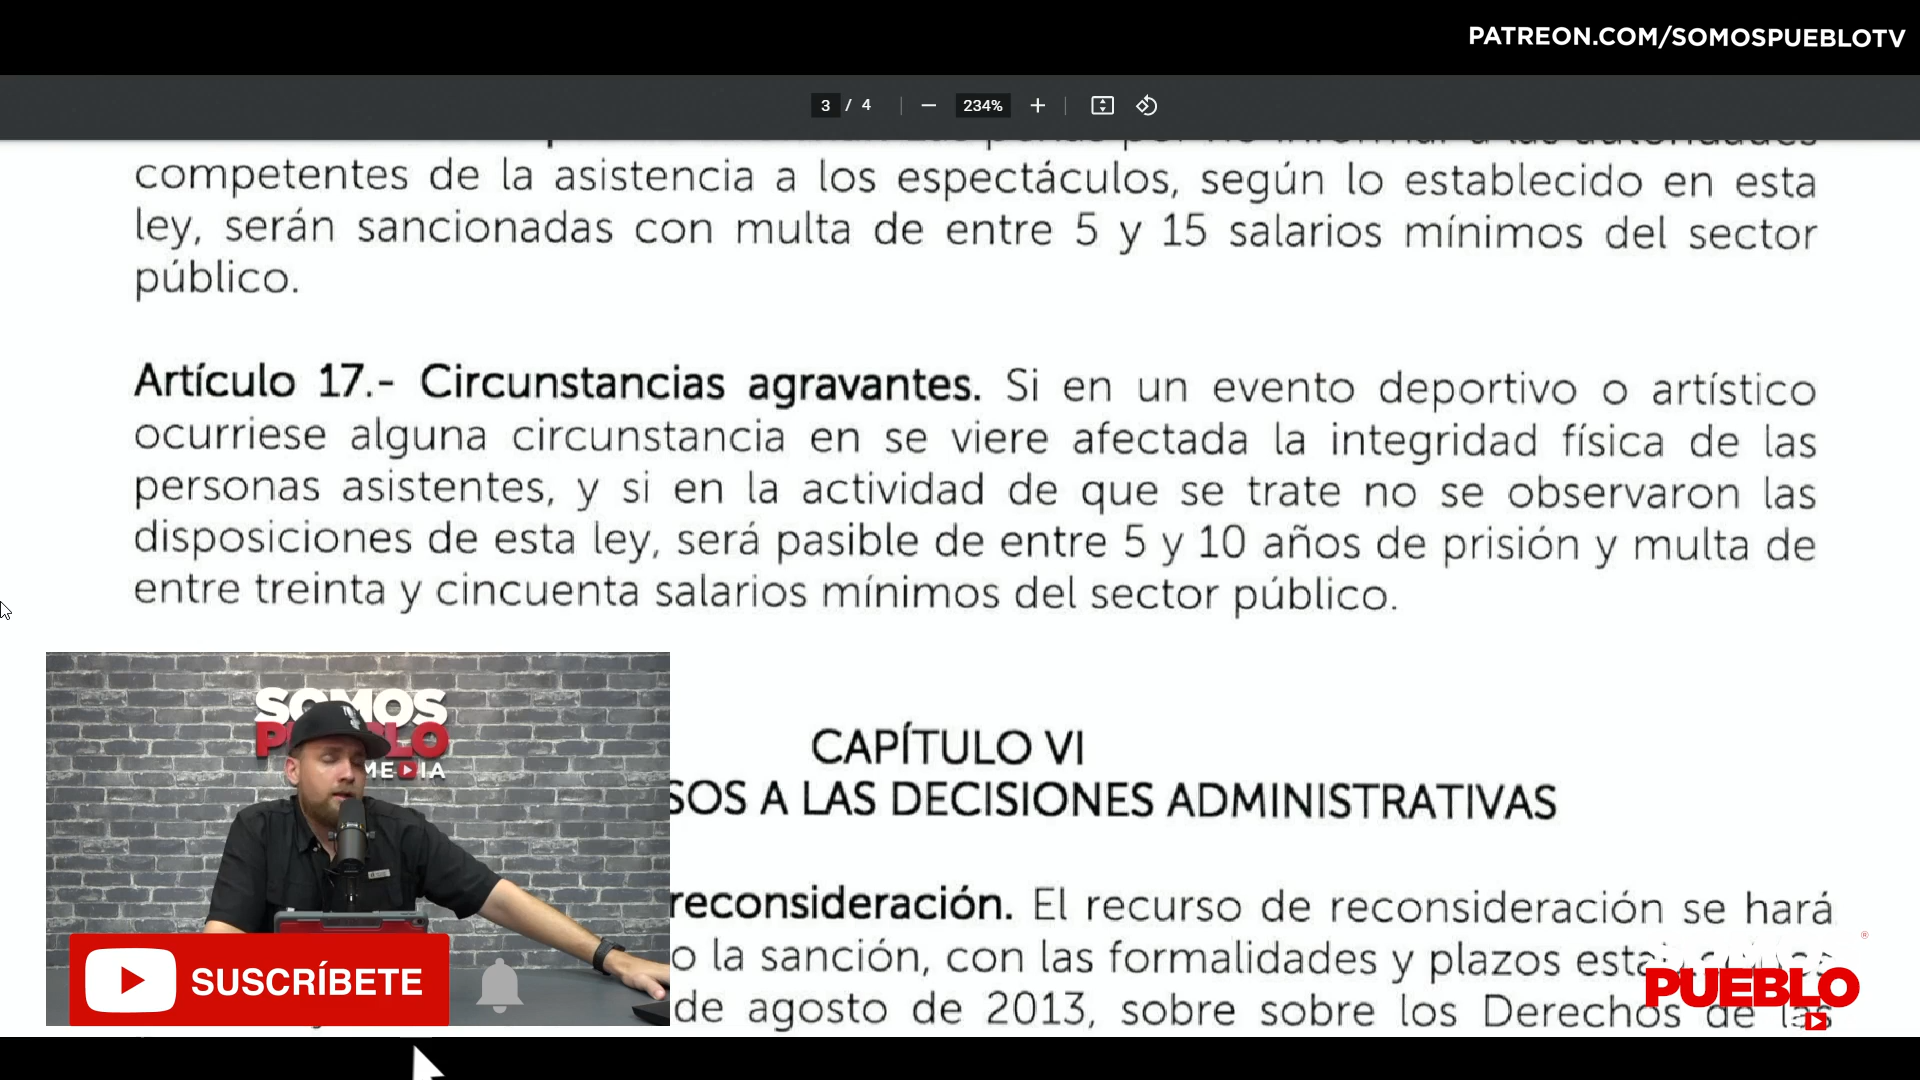 PATREON.COM/SOMOSPUEBLOTV
3 / 4 234%
competentes de la asistencia a los espectáculos, según lo establecido en esta
ley, serán sancionadas con multa de entre 5 y 15 salarios mínimos del sector
público.
Artículo 17.- Circunstancias agravantes. Si en un evento deportivo o artístico
ocurriese alguna circunstancia en se viere afectada la integridad física de las
personas asistentes, y si en la actividad de que se trate no se observaron las
disposiciones de esta ley, será pasible de entre 5 y 10 años de prisión y multa de
entre treinta y cincuenta salarios mínimos del sector público.
CAPÍTULO VI
SOS A LAS DECISIONES ADMINISTRATIVAS
reconsideración. El recurso de reconsideración se hará
o la sanción, con las formalidades y plazos
de agosto de 2013, sobre sobre los Derechos de las
SOMOS
PUEBLO
MEDIA
SUSCRÍBETE
PUEBLO